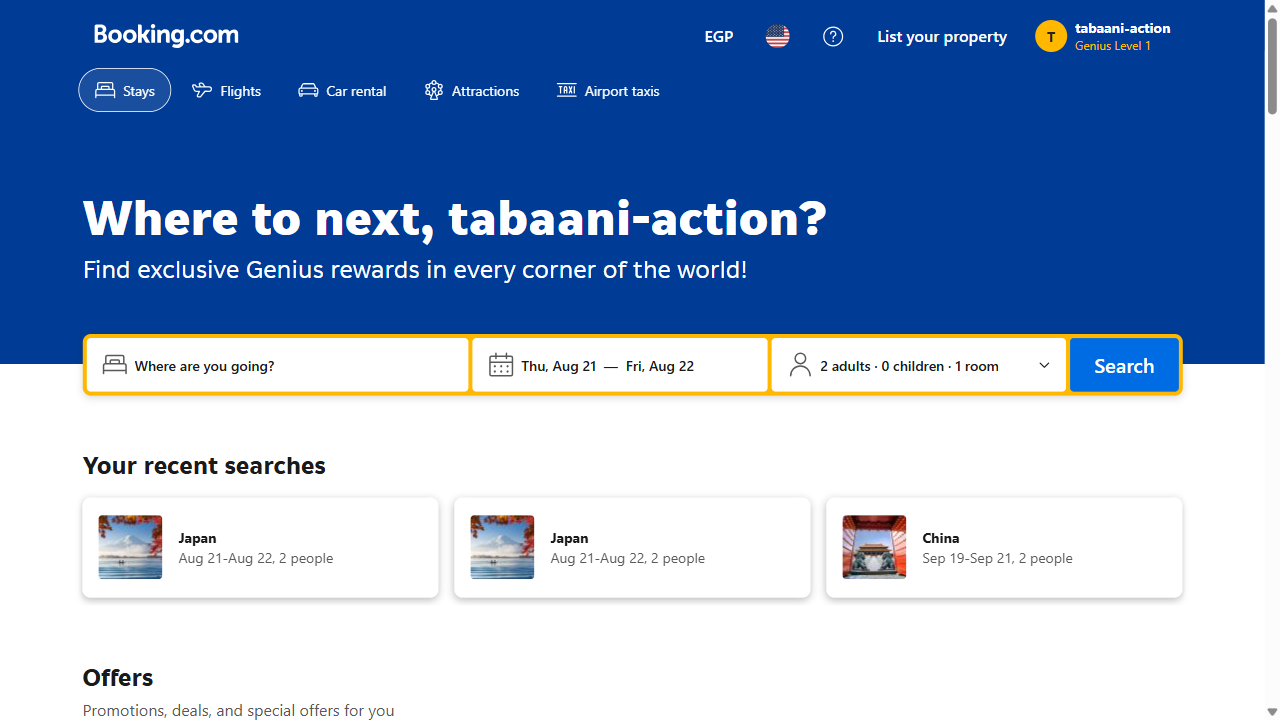 Booking.com
EGP
List your property
T
tabaani-action
Genius Level 1
Stays
Flights
Car rental
Attractions
TAXI
Airport taxis
Where to next, tabaani-action?
Find exclusive Genius rewards in every corner of the world!
Where are you going?
Thu, Aug 21 — Fri, Aug 22
2 adults · 0 children · 1 room
Search
Your recent searches
Japan
Aug 21-Aug 22, 2 people
Japan
Aug 21-Aug 22, 2 people
China
Sep 19-Sep 21, 2 people
Offers
Promotions, deals, and special offers for you